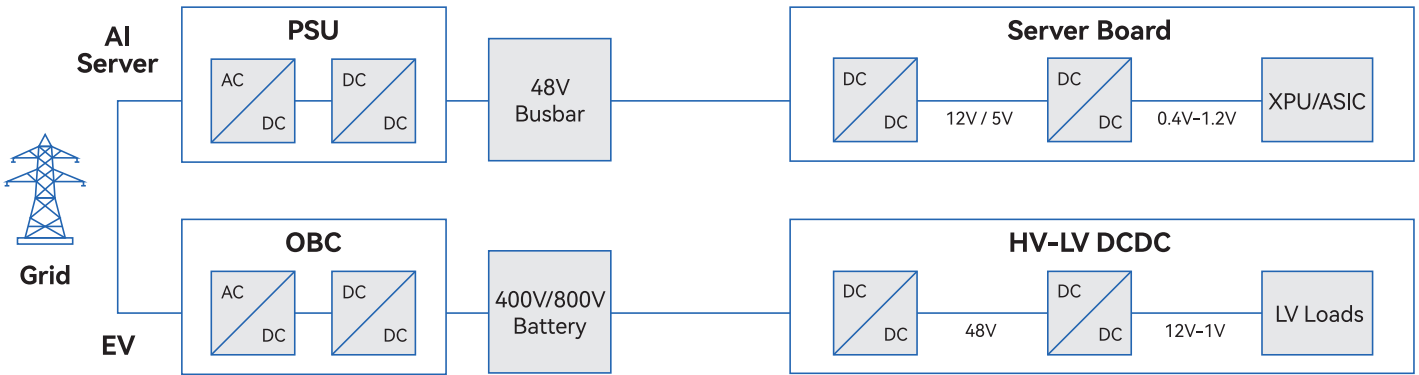 AI
Server
PSU
AC
DC
DC
DC
48V
Busbar
Server Board
DC
DC
12V / 5V
DC
DC
0.4V–1.2V
XPU/ASIC
Grid
EV
OBC
AC
DC
DC
DC
400V/800V
Battery
HV-LV DCDC
DC
DC
48V
DC
DC
12V–1V
LV Loads